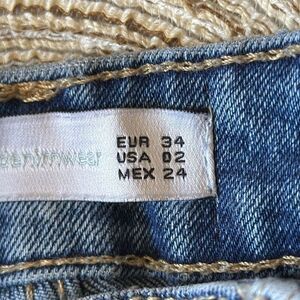 denimwear
EUR 34
USA 02
MEX 24